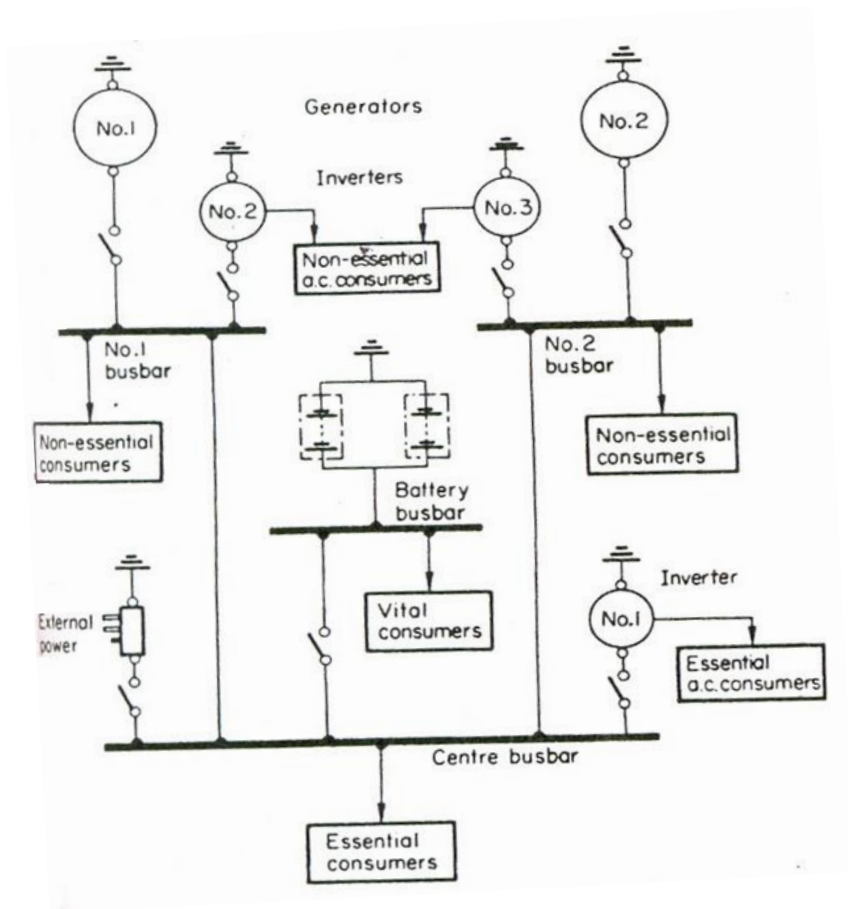 No.1
Generators
No.2
Inverters
No.2
No.3
Non-essential
a.c. consumers
No.1
busbar
No.2
busbar
Non-essential
consumers
Non-essential
consumers
Battery
busbar
Vital
consumers
Inverter
No.1
External
power
Essential
a.c. consumers
Centre busbar
Essential
consumers